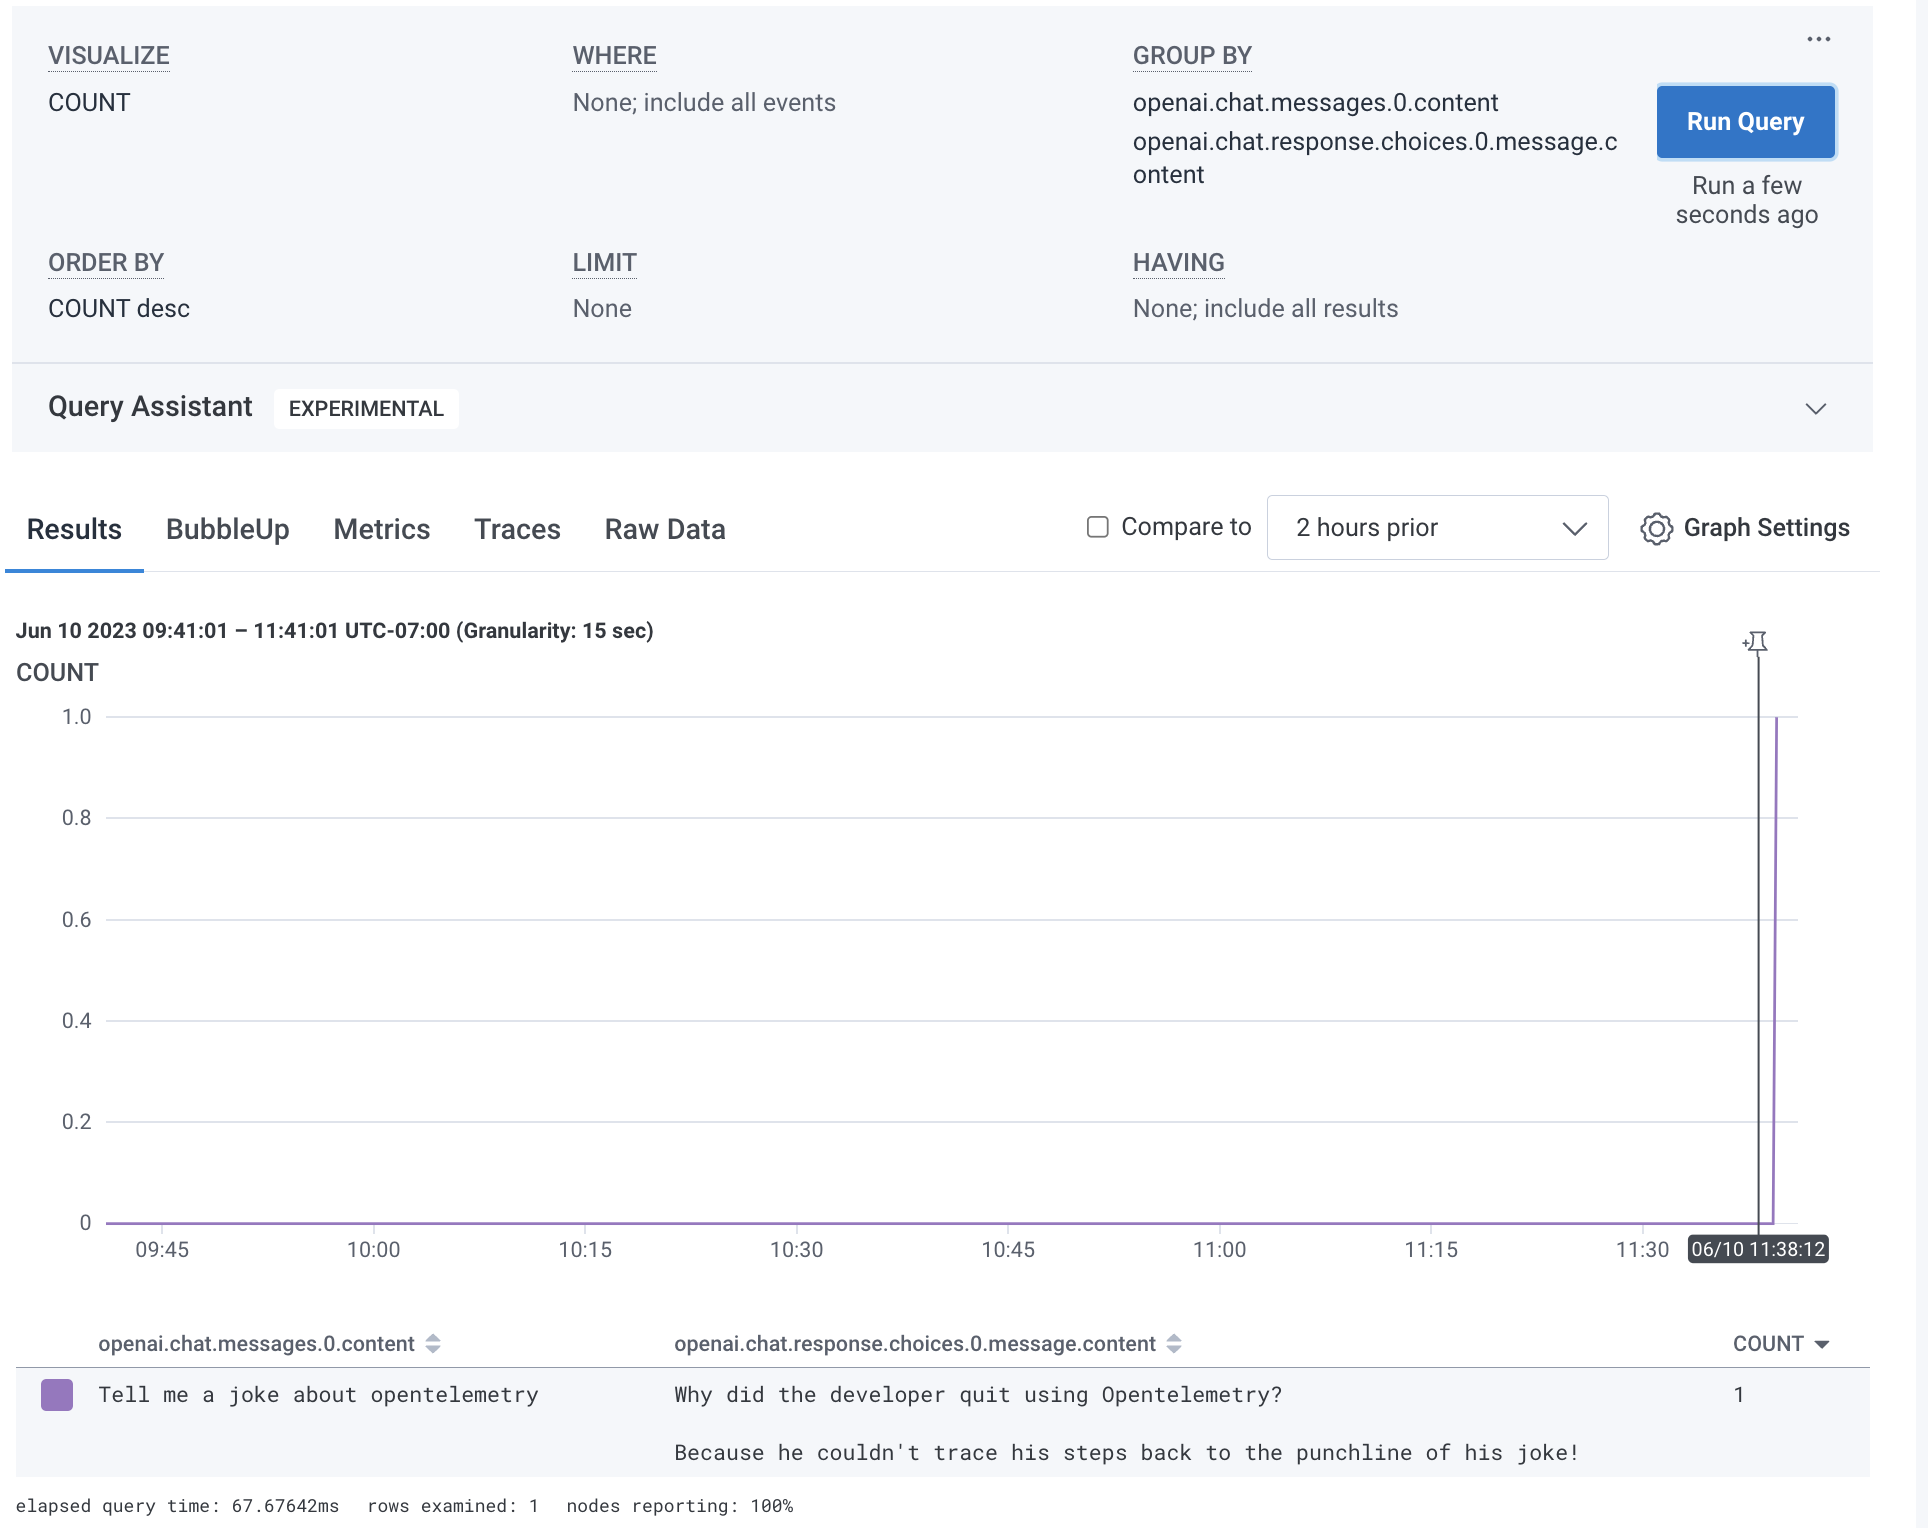 VISUALIZE
WHERE
GROUP BY
COUNT
None; include all events
openai.chat.messages.0.content
openai.chat.response.choices.0.message.c
ontent
Run Query
Run a few
seconds ago
ORDER BY
LIMIT
HAVING
COUNT desc
None
None; include all results
Query Assistant EXPERIMENTAL
Results BubbleUp Metrics Traces Raw Data
Compare to 2 hours prior Graph Settings
Jun 10 2023 09:41:01 – 11:41:01 UTC-07:00 (Granularity: 15 sec)
COUNT
1.0
0.8
0.6
0.4
0.2
0
09:45 10:00 10:15 10:30 10:45 11:00 11:15 11:30 06/10 11:38:12
openai.chat.messages.0.content openai.chat.response.choices.0.message.content COUNT
Tell me a joke about opentelemetry Why did the developer quit using Opentelemetry? 1
Because he couldn't trace his steps back to the punchline of his joke!
elapsed query time: 67.67642ms rows examined: 1 nodes reporting: 100%